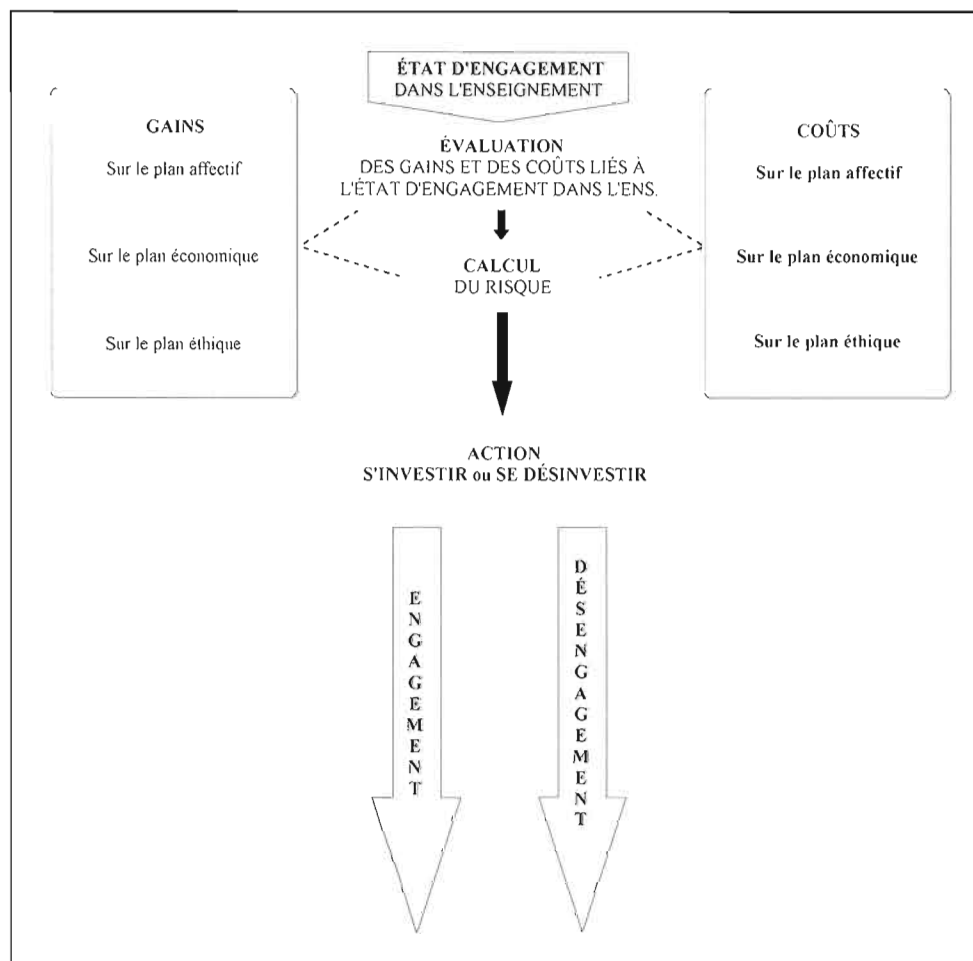 ÉTAT D'ENGAGEMENT
DANS L'ENSEIGNEMENT
GAINS
Sur le plan affectif
Sur le plan économique
Sur le plan éthique
ÉVALUATION
DES GAINS ET DES COÛTS LIÉS À
L'ÉTAT D'ENGAGEMENT DANS L'ENS.
CALCUL
DU RISQUE
COÛTS
Sur le plan affectif
Sur le plan économique
Sur le plan éthique
ACTION
S'INVESTIR ou SE DÉSINVESTIR
ENGAGEMENT
DÉSENGAGEMENT